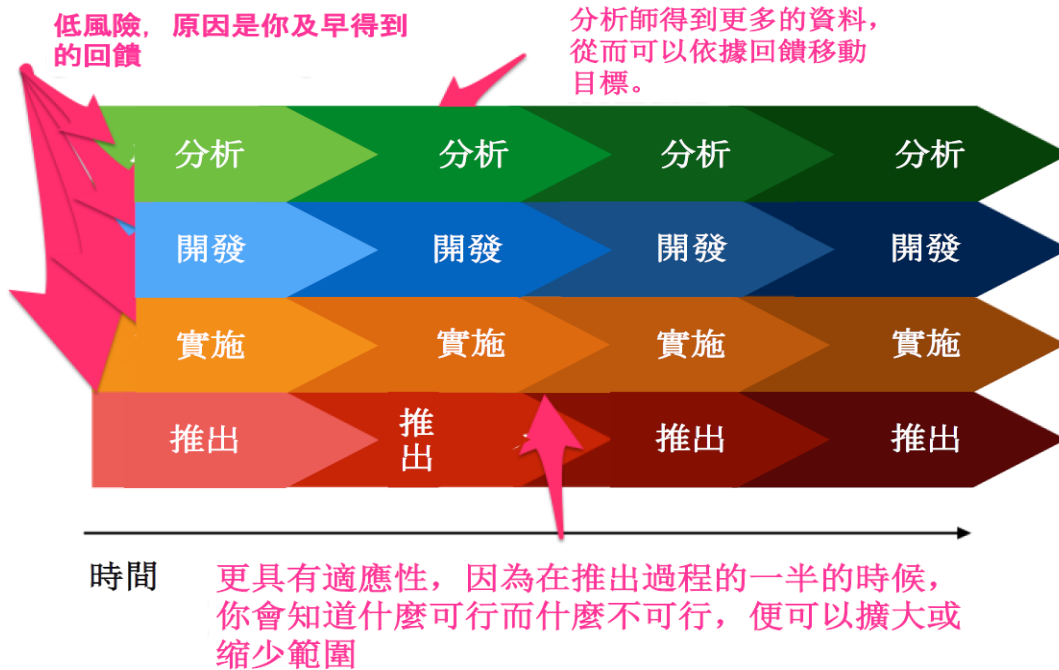 低風險，原因是你及早得到
的回饋
分析師得到更多的資料，
從而可以依據回饋移動
目標。
分析
分析
分析
分析
開發
開發
開發
開發
實施
實施
實施
實施
推出
推
出
推出
推出
時間
更具有適應性，因為在推出過程的一半的時候，
你會知道什麼可行而什麼不可行，便可以擴大或
縮少範圍